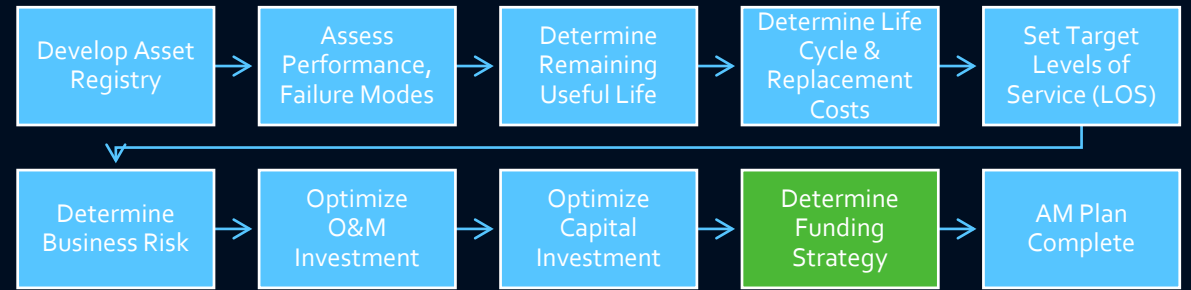 Develop Asset
Registry
Assess
Performance,
Failure Modes
Determine
Remaining
Useful Life
Determine Life
Cycle &
Replacement
Costs
Set Target
Levels of
Service (LOS)
Determine
Business Risk
Optimize
O&M
Investment
Optimize
Capital
Investment
Determine
Funding
Strategy
AM Plan
Complete